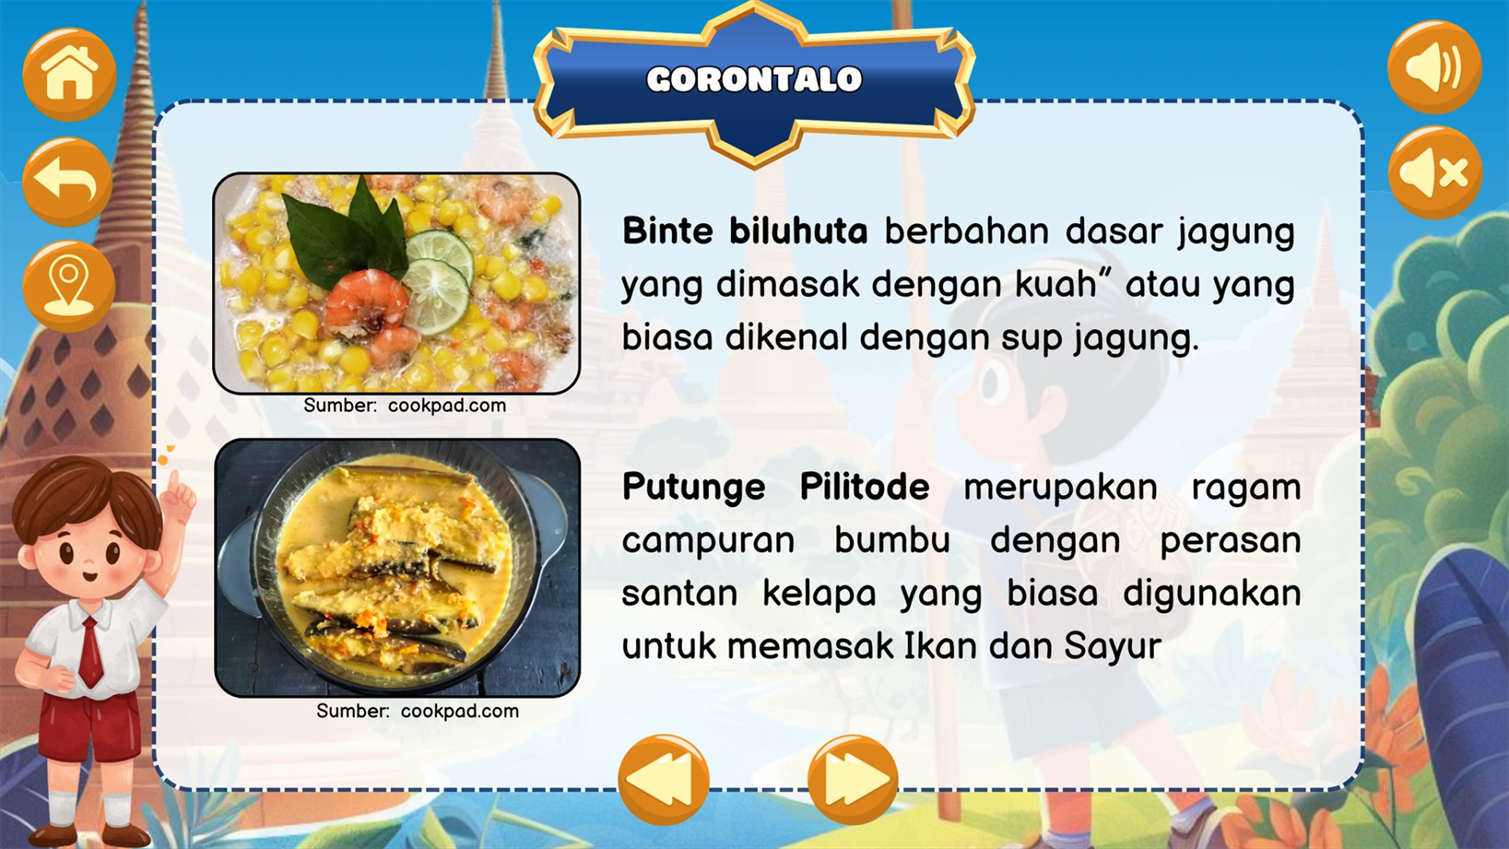 GORONTALO
Binte biluhuta berbahan dasar jagung
yang dimasak dengan kuah” atau yang
biasa dikenal dengan sup jagung.
Sumber: cookpad.com
Putunge Pilitode merupakan ragam
campuran bumbu dengan perasan
santan kelapa yang biasa digunakan
untuk memasak Ikan dan Sayur
Sumber: cookpad.com